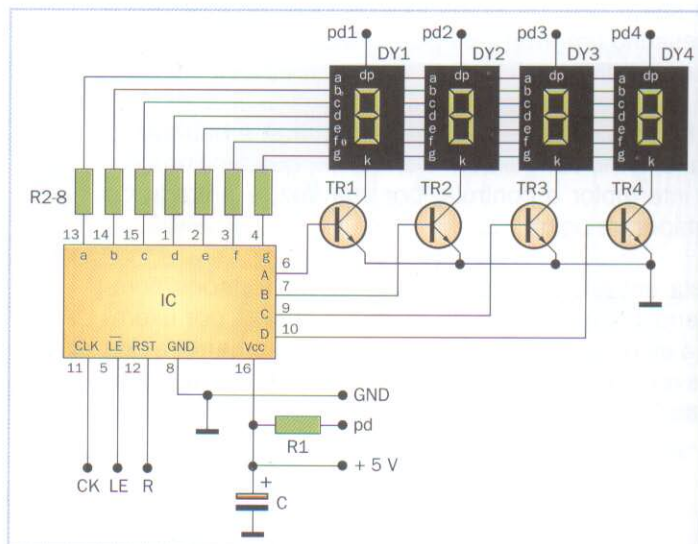 pd1 pd2 pd3 pd4
DY1 DY2 DY3 DY4
dp dp dp dp
a a a a
b b b b
c c c c
d d d d
e e e e
f f f f
g g g g
k k k k
R2-8
TR1 TR2 TR3 TR4
13 14 15 1 2 3 4
a b c d e f g
A 6
B 7
IC
C 9
D 10
CLK L̅E̅ RST GND Vcc
11 5 12 8 16
GND
R1 pd
+ 5 V
CK LE R
+
C